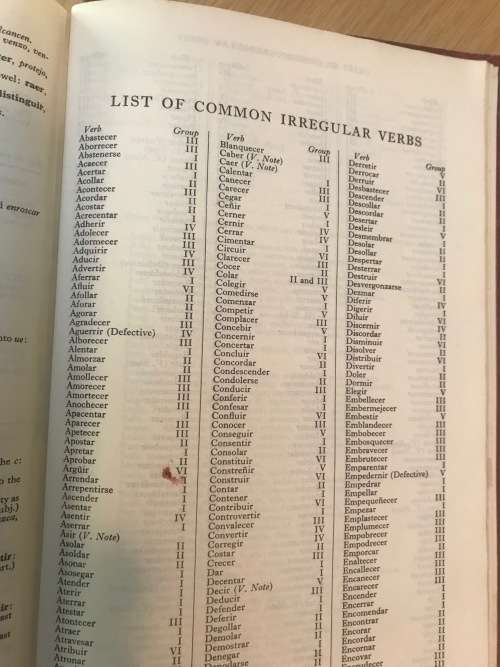 alcancen.
venzo, ven-
protejo,
vowel: raer,
distinguir,
enroscar
LIST OF COMMON IRREGULAR VERBS
Verb Group
Abastecer III
Aborrecer III
Abstenerse I
Acaecer III
Acertar I
Acollar I
Acontecer III
Acordar II
Acostar II
Acrecentar I
Adherir IV
Adolecer III
Adormecer III
Adquirir IV
Aducir III
Advertir IV
Aferrar I
Afluir VI
Afollar II
Aforar II
Agorar II
Agradecer III
Aguerrir (Defective) IV
Alborecer III
Alentar I
Almorzar II
Amolar II
Amollecer III
Amorecer III
Amortecer III
Anochecer III
Apacentar I
Aparecer III
Apetecer III
Apostar II
Apretar I
Aprobar II
Argüir VI
Arrendar I
Arrepentirse I
Ascender I
Asentar I
Asentir IV
Aserrar I
Asir (V. Note)
Asolar II
Asoldar II
Asonar II
Asosegar I
Atender I
Aterir I
Aterrar I
Atestar I
Atontecer III
Atraer I
Atravesar I
Atribuir VI
Atronar II
Verb Group
Blanquecer III
Caber (V. Note)
Caer (V. Note)
Calentar I
Canecer III
Carecer III
Cegar I
Ceñir V
Cerner I
Cernir IV
Cerrar I
Cimentar I
Circuir VI
Clarecer III
Cocer II and III
Colar II
Colegir V
Comedirse V
Comensar I
Competir V
Complacer III
Concebir V
Concernir I
Concertar I
Concluir VI
Concordar II
Condescender I
Condolerse II
Conducir III
Conferir
Confesar I
Confluir VI
Conocer III
Conseguir V
Consentir
Consolar II
Constituir VI
Constreñir V
Construir VI
Contar II
Contener I
Contribuir VI
Controvertir
Convalecer III
Convertir IV
Corregir
Costar II
Crecer III
Dar
Decentar I
Decir (V. Note)
Deducir III
Defender I
Deferir
Degollar II
Demolar II
Demostrar II
Denegar I
Verb Group
Derretir V
Derrocar II
Derruir VI
Desbastecer III
Descender I
Descollar II
Descordar II
Desertar I
Desleir V
Desmembrar I
Desolar II
Desollar II
Despertar I
Desterrar I
Destruir VI
Desvergonzarse II
Dezmar I
Diferir IV
Digerir IV
Diluir VI
Discernir
Discordar II
Disminuir VI
Disolver II
Distribuir VI
Divertir
Doler II
Dormir II
Elegir V
Embellecer III
Embermejecer III
Embestir V
Emblandecer III
Embobecer III
Embosquecer III
Embravecer III
Embrutecer III
Emparentar I
Empedernir (Defective) V
Empedrar I
Empellar I
Empequeñecer III
Empezar I
Emplastecer III
Emplumecer III
Empobrecer III
Empodrecer III
Emporcar II
Enaltecer III
Encallecer III
Encanecer III
Encarecer III
Encender I
Encerrar I
Encomendar I
Encontrar II
Encorar II
Encordar II
Encovar II